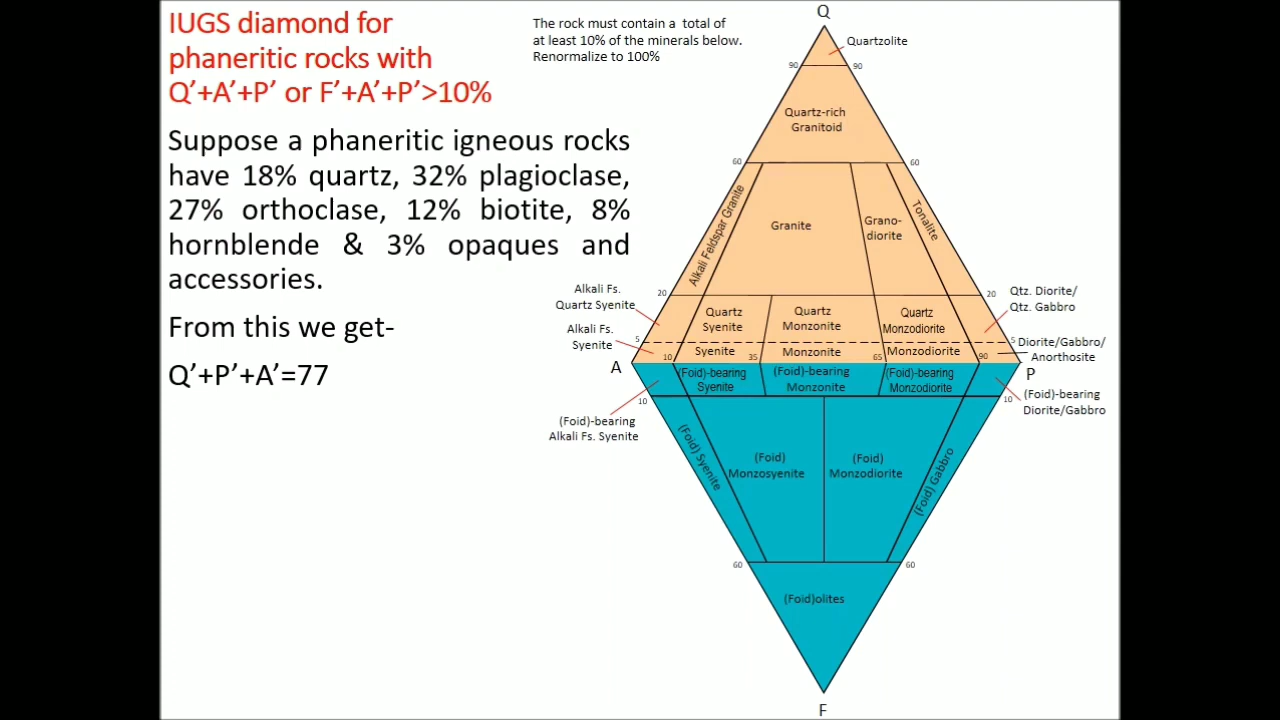 IUGS diamond for
phaneritic rocks with
Q’+A’+P’ or F’+A’+P’>10%
Suppose a phaneritic igneous rocks
have 18% quartz, 32% plagioclase,
27% orthoclase, 12% biotite, 8%
hornblende & 3% opaques and
accessories.
From this we get-
Q’+P’+A’=77
The rock must contain a total of
at least 10% of the minerals below.
Renormalize to 100%
Q
Quartzolite
90
90
Quartz-rich
Granitoid
60
60
Alkali Feldspar Granite
Granite
Grano-
diorite
Tonalite
Alkali Fs.
Quartz Syenite
20
20
Qtz. Diorite/
Qtz. Gabbro
Quartz
Syenite
Quartz
Monzonite
Quartz
Monzodiorite
Alkali Fs.
Syenite
5
5
Diorite/Gabbro/
Anorthosite
10
Syenite
35
Monzonite
65
Monzodiorite
90
A
P
(Foid)-bearing
Syenite
(Foid)-bearing
Monzonite
(Foid)-bearing
Monzodiorite
(Foid)-bearing
Diorite/Gabbro
10
10
(Foid)-bearing
Alkali Fs. Syenite
(Foid) Syenite
(Foid)
Monzosyenite
(Foid)
Monzodiorite
(Foid) Gabbro
60
60
(Foid)olites
F